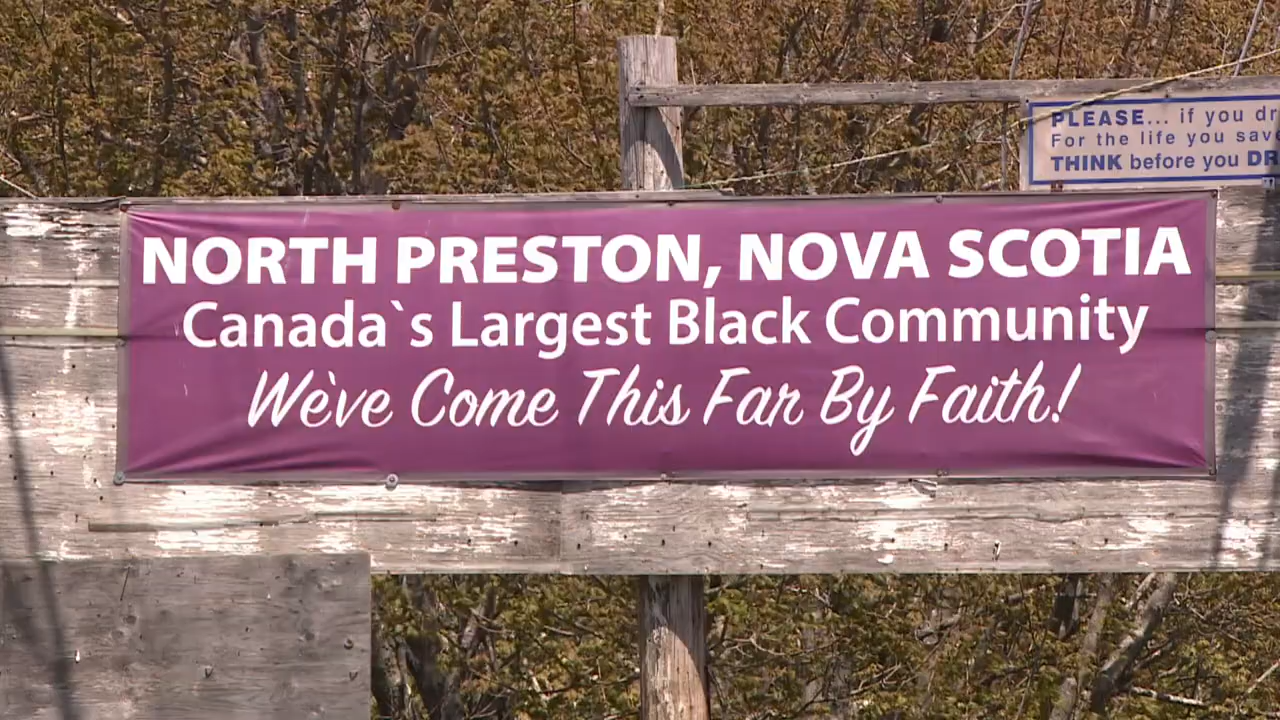 PLEASE... if you
For the life you
THINK before you
NORTH PRESTON, NOVA SCOTIA
Canada`s Largest Black Community
We've Come This Far By Faith!